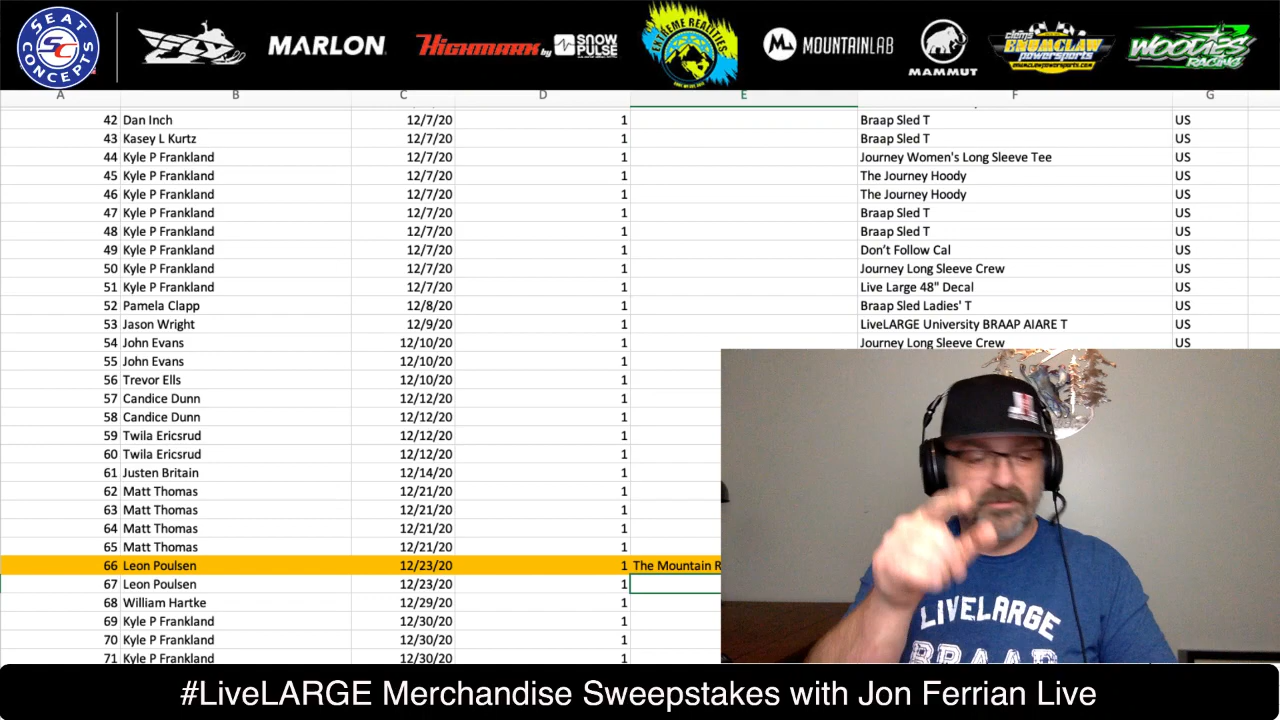 SEAT CONCEPTS SC
FLY
MARLON
HIGHMARK by SNOWPULSE
EXTREME REALITIES
MOUNTAINLAB
MAMMUT
clem's ENUMCLAW powersports enumclawpowersports.com
WOODIES RACING
A B C D E F G
42 Dan Inch 12/7/20 1 Braap Sled T US
43 Kasey L Kurtz 12/7/20 1 Braap Sled T US
44 Kyle P Frankland 12/7/20 1 Journey Women's Long Sleeve Tee US
45 Kyle P Frankland 12/7/20 1 The Journey Hoody US
46 Kyle P Frankland 12/7/20 1 The Journey Hoody US
47 Kyle P Frankland 12/7/20 1 Braap Sled T US
48 Kyle P Frankland 12/7/20 1 Braap Sled T US
49 Kyle P Frankland 12/7/20 1 Don’t Follow Cal US
50 Kyle P Frankland 12/7/20 1 Journey Long Sleeve Crew US
51 Kyle P Frankland 12/7/20 1 Live Large 48" Decal US
52 Pamela Clapp 12/8/20 1 Braap Sled Ladies' T US
53 Jason Wright 12/9/20 1 LiveLARGE University BRAAP AIARE T US
54 John Evans 12/10/20 1 Journey Long Sleeve Crew US
55 John Evans 12/10/20 1
56 Trevor Ells 12/10/20 1
57 Candice Dunn 12/12/20 1
58 Candice Dunn 12/12/20 1
59 Twila Ericsrud 12/12/20 1
60 Twila Ericsrud 12/12/20 1
61 Justen Britain 12/14/20 1
62 Matt Thomas 12/21/20 1
63 Matt Thomas 12/21/20 1
64 Matt Thomas 12/21/20 1
65 Matt Thomas 12/21/20 1
66 Leon Poulsen 12/23/20 1 The Mountain R
67 Leon Poulsen 12/23/20 1
68 William Hartke 12/29/20 1
69 Kyle P Frankland 12/30/20 1
70 Kyle P Frankland 12/30/20 1
71 Kyle P Frankland 12/30/20 1
LIVELARGE
BRAAP
#LiveLARGE Merchandise Sweepstakes with Jon Ferrian Live